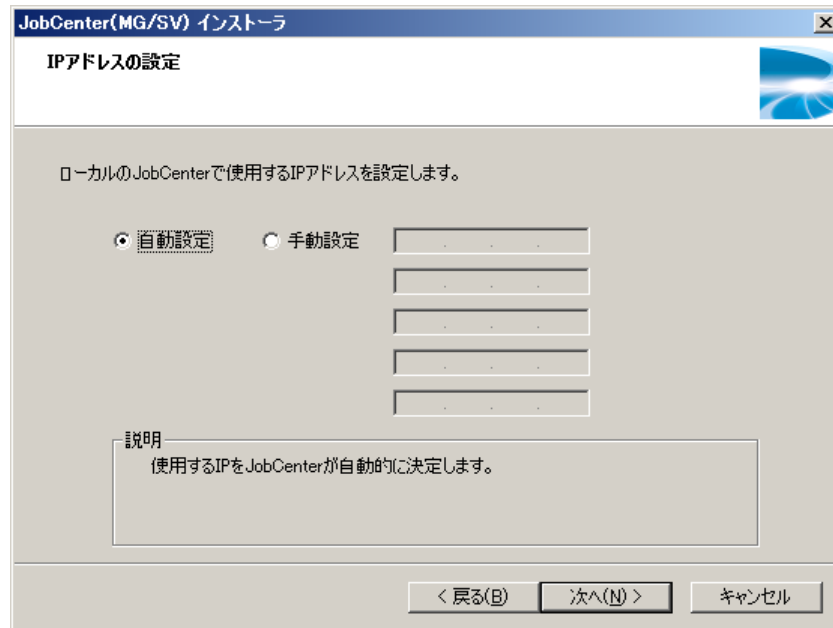 JobCenter(MG/SV) インストーラ
IPアドレスの設定
ローカルのJobCenterで使用するIPアドレスを設定します。
自動設定 手動設定
説明
使用するIPをJobCenterが自動的に決定します。
< 戻る(B) 次へ(N) > キャンセル